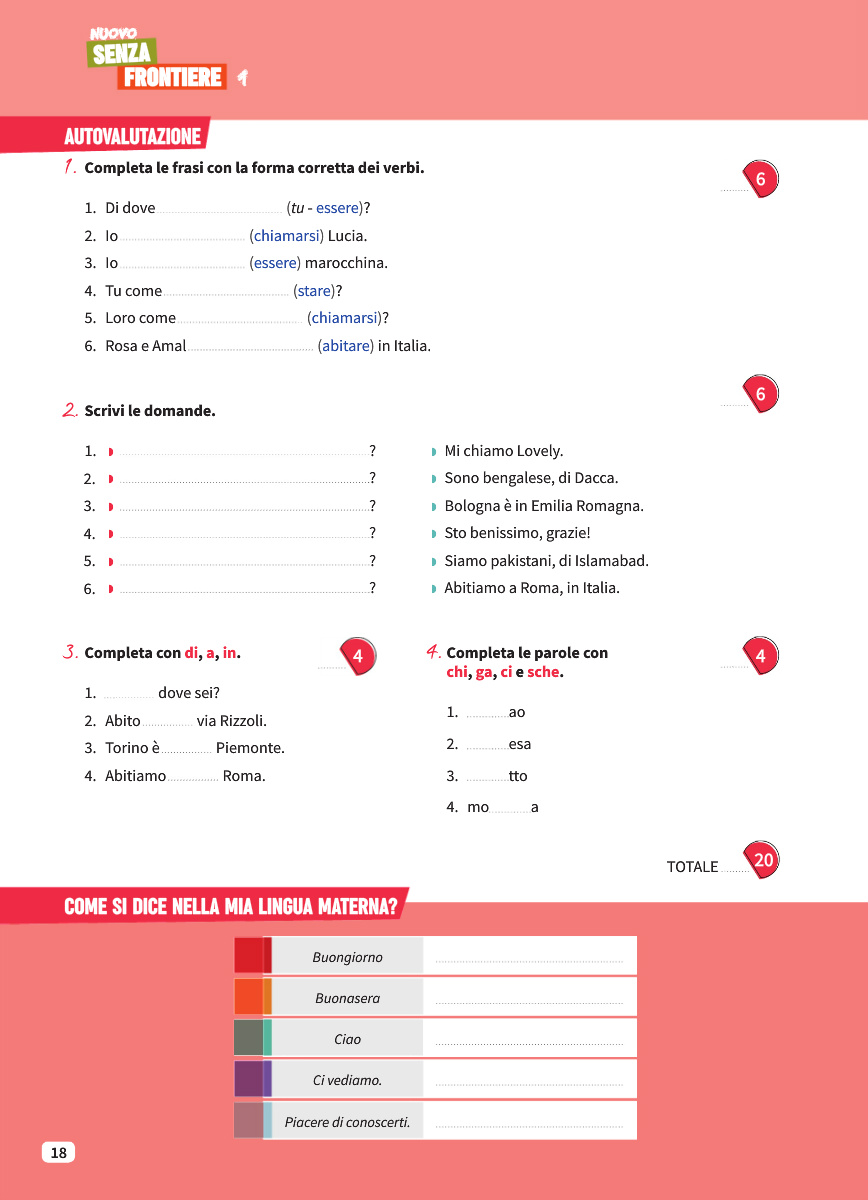 NUOVO
SENZA
FRONTIERE 1
AUTOVALUTAZIONE
1. Completa le frasi con la forma corretta dei verbi.
6
1. Di dove ........ (tu - essere)?
2. Io ........ (chiamarsi) Lucia.
3. Io ........ (essere) marocchina.
4. Tu come ........ (stare)?
5. Loro come ........ (chiamarsi)?
6. Rosa e Amal ........ (abitare) in Italia.
6
2. Scrivi le domande.
1. ........? Mi chiamo Lovely.
2. ........? Sono bengalese, di Dacca.
3. ........? Bologna è in Emilia Romagna.
4. ........? Sto benissimo, grazie!
5. ........? Siamo pakistani, di Islamabad.
6. ........? Abitiamo a Roma, in Italia.
3. Completa con di, a, in.
4
1. ........ dove sei?
2. Abito ........ via Rizzoli.
3. Torino è ........ Piemonte.
4. Abitiamo ........ Roma.
4. Completa le parole con
chi, ga, ci e sche.
4
1. ........ao
2. ........esa
3. ........tto
4. mo........a
TOTALE ........ 20
COME SI DICE NELLA MIA LINGUA MATERNA?
Buongiorno
Buonasera
Ciao
Ci vediamo.
Piacere di conoscerti.
18